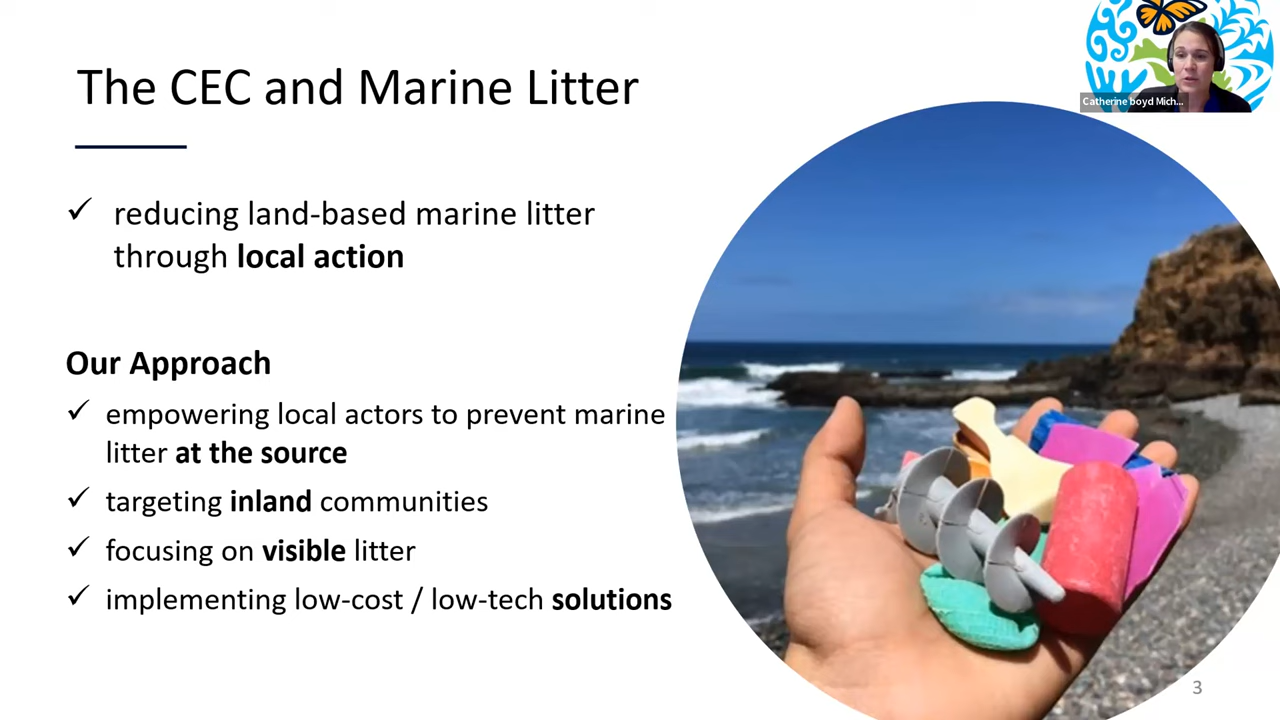 The CEC and Marine Litter
Catherine boyd Mich...
✓ reducing land-based marine litter
through local action
Our Approach
✓ empowering local actors to prevent marine
litter at the source
✓ targeting inland communities
✓ focusing on visible litter
✓ implementing low-cost / low-tech solutions
3